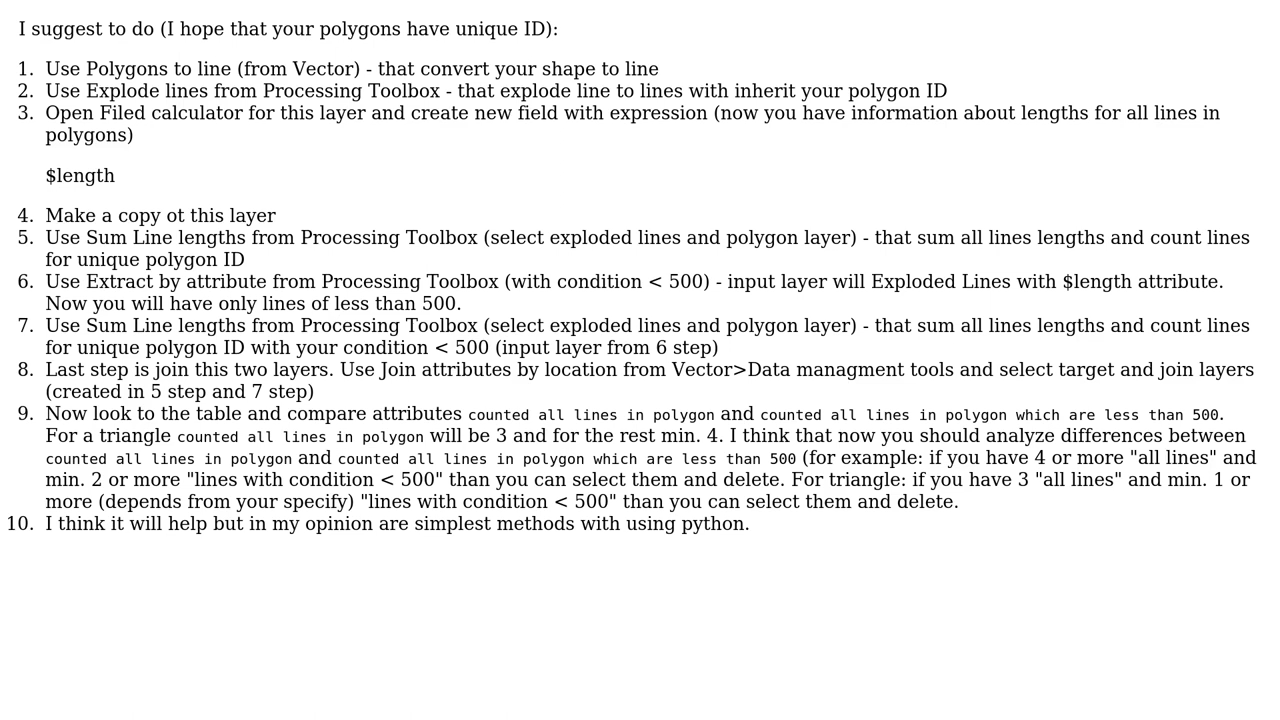 I suggest to do (I hope that your polygons have unique ID):
1. Use Polygons to line (from Vector) - that convert your shape to line
2. Use Explode lines from Processing Toolbox - that explode line to lines with inherit your polygon ID
3. Open Filed calculator for this layer and create new field with expression (now you have information about lengths for all lines in
polygons)
$length
4. Make a copy ot this layer
5. Use Sum Line lengths from Processing Toolbox (select exploded lines and polygon layer) - that sum all lines lengths and count lines
for unique polygon ID
6. Use Extract by attribute from Processing Toolbox (with condition < 500) - input layer will Exploded Lines with $length attribute.
Now you will have only lines of less than 500.
7. Use Sum Line lengths from Processing Toolbox (select exploded lines and polygon layer) - that sum all lines lengths and count lines
for unique polygon ID with your condition < 500 (input layer from 6 step)
8. Last step is join this two layers. Use Join attributes by location from Vector>Data managment tools and select target and join layers
(created in 5 step and 7 step)
9. Now look to the table and compare attributes counted all lines in polygon and counted all lines in polygon which are less than 500.
For a triangle counted all lines in polygon will be 3 and for the rest min. 4. I think that now you should analyze differences between
counted all lines in polygon and counted all lines in polygon which are less than 500 (for example: if you have 4 or more "all lines" and
min. 2 or more "lines with condition < 500" than you can select them and delete. For triangle: if you have 3 "all lines" and min. 1 or
more (depends from your specify) "lines with condition < 500" than you can select them and delete.
10. I think it will help but in my opinion are simplest methods with using python.